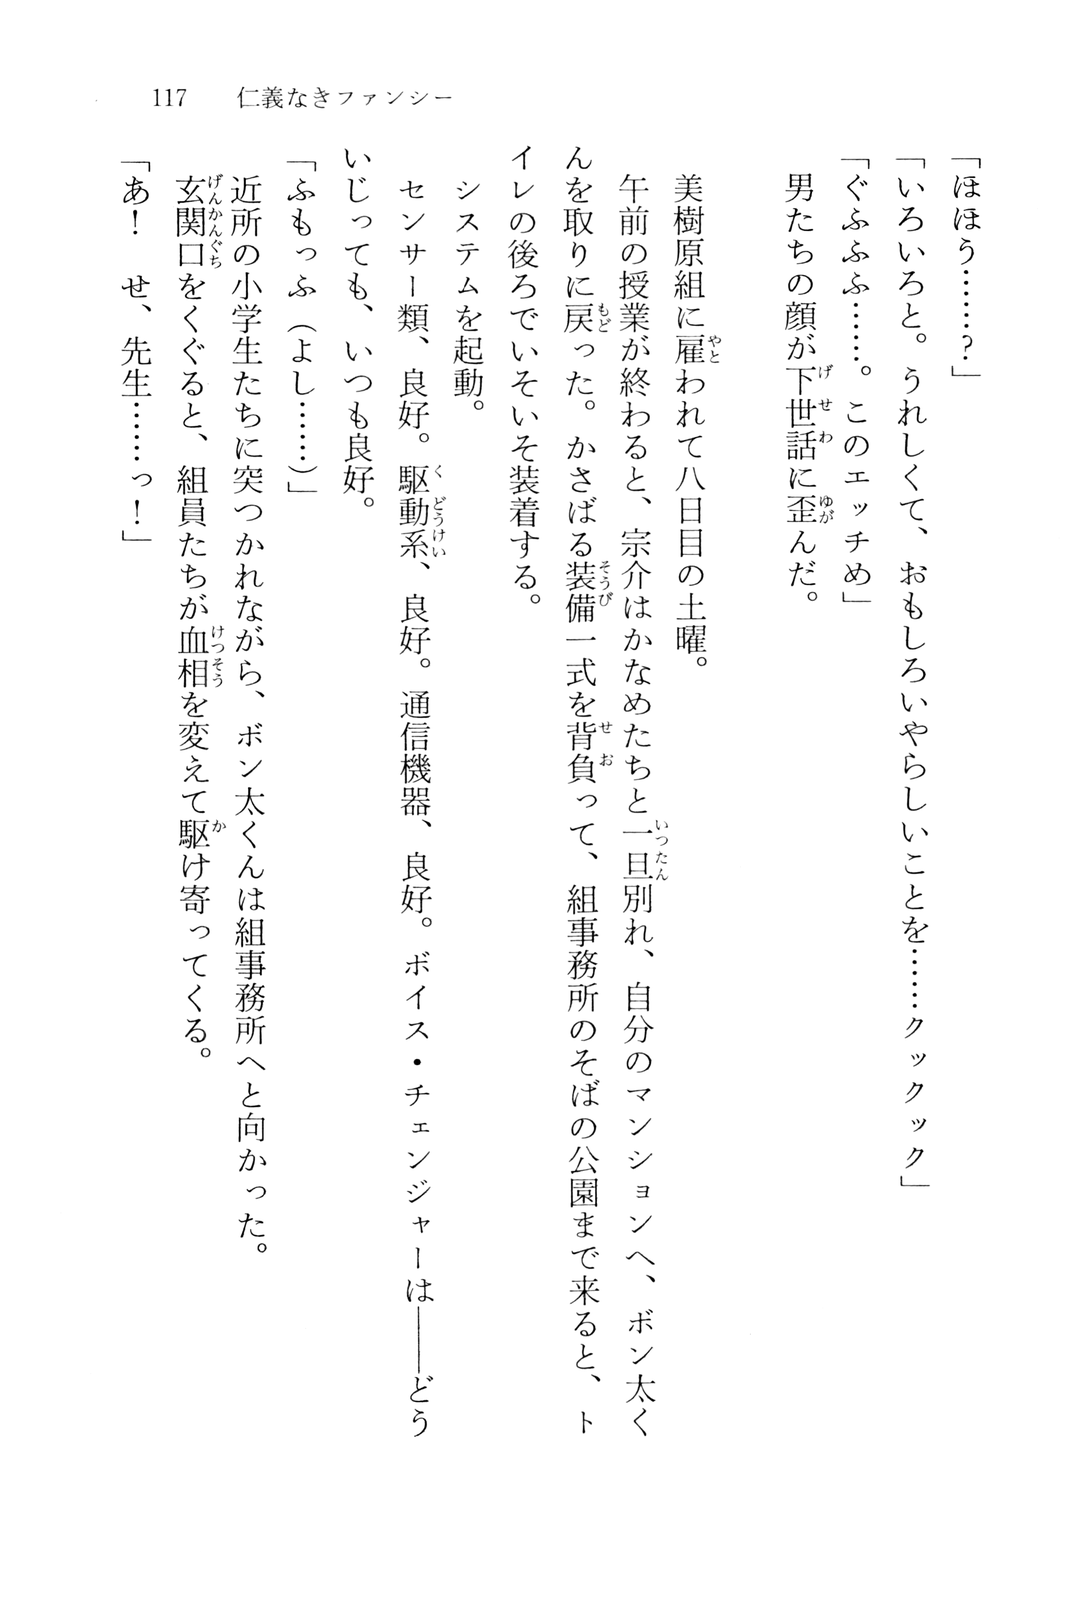 117　仁義なきファンシー
「ほほう……？」
「いろいろと。うれしくて、おもしろいやらしいことを……クックック」
「ぐふふふ……。このエッチめ」
男たちの顔が下世話に歪んだ。
美樹原組に雇われて八日目の土曜。
午前の授業が終わると、宗介はかなめたちと一旦別れ、自分のマンションへ、ボン太く
んを取りに戻った。かさばる装備一式を背負って、組事務所のそばの公園まで来ると、ト
イレの後ろでいそいそ装着する。
システムを起動。
センサー類、良好。駆動系、良好。通信機器、良好。ボイス・チェンジャーは――どう
いじっても、いつも良好。
「ふもっふ（よし……）」
近所の小学生たちに突つかれながら、ボン太くんは組事務所へと向かった。
玄関口をくぐると、組員たちが血相を変えて駆け寄ってくる。
「あ！　せ、先生……っ！」